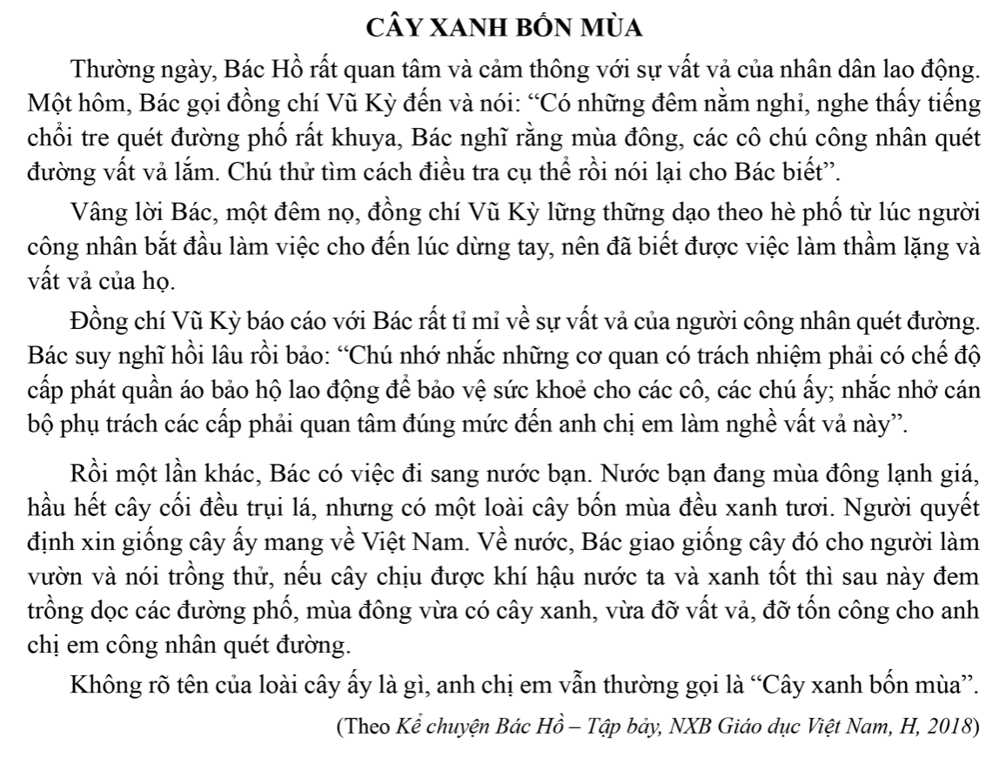 CÂY XANH BỐN MÙA
Thường ngày, Bác Hồ rất quan tâm và cảm thông với sự vất vả của nhân dân lao động.
Một hôm, Bác gọi đồng chí Vũ Kỳ đến và nói: “Có những đêm nằm nghỉ, nghe thấy tiếng
chổi tre quét đường phố rất khuya, Bác nghĩ rằng mùa đông, các cô chú công nhân quét
đường vất vả lắm. Chú thử tìm cách điều tra cụ thể rồi nói lại cho Bác biết”.
Vâng lời Bác, một đêm nọ, đồng chí Vũ Kỳ lững thững dạo theo hè phố từ lúc người
công nhân bắt đầu làm việc cho đến lúc dừng tay, nên đã biết được việc làm thầm lặng và
vất vả của họ.
Đồng chí Vũ Kỳ báo cáo với Bác rất tỉ mỉ về sự vất vả của người công nhân quét đường.
Bác suy nghĩ hồi lâu rồi bảo: “Chú nhớ nhắc những cơ quan có trách nhiệm phải có chế độ
cấp phát quần áo bảo hộ lao động để bảo vệ sức khoẻ cho các cô, các chú ấy; nhắc nhở cán
bộ phụ trách các cấp phải quan tâm đúng mức đến anh chị em làm nghề vất vả này”.
Rồi một lần khác, Bác có việc đi sang nước bạn. Nước bạn đang mùa đông lạnh giá,
hầu hết cây cối đều trụi lá, nhưng có một loài cây bốn mùa đều xanh tươi. Người quyết
định xin giống cây ấy mang về Việt Nam. Về nước, Bác giao giống cây đó cho người làm
vườn và nói trồng thử, nếu cây chịu được khí hậu nước ta và xanh tốt thì sau này đem
trồng dọc các đường phố, mùa đông vừa có cây xanh, vừa đỡ vất vả, đỡ tốn công cho anh
chị em công nhân quét đường.
Không rõ tên của loài cây ấy là gì, anh chị em vẫn thường gọi là “Cây xanh bốn mùa”.
(Theo Kể chuyện Bác Hồ – Tập bảy, NXB Giáo dục Việt Nam, H, 2018)